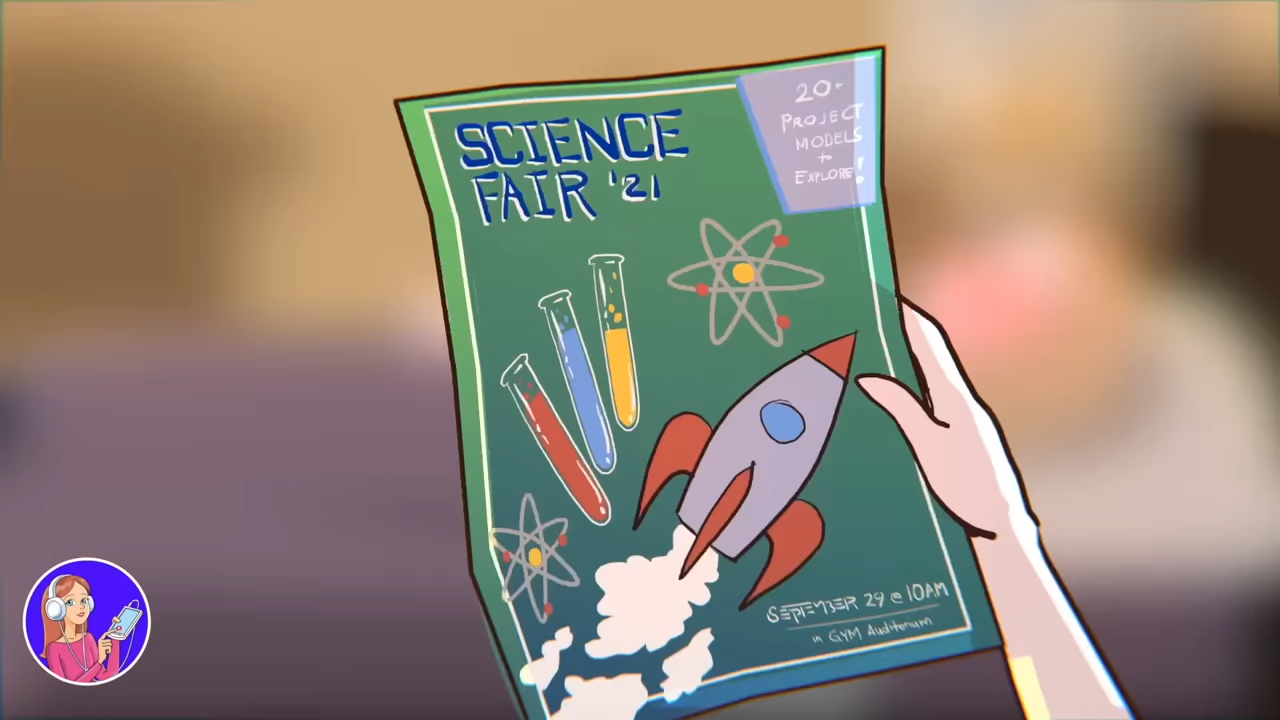 SCIENCE
FAIR '21
20+
PROJECT
MODELS
to
EXPLORE!
SEPTEMBER 29 @ 10AM
in GYM Auditorium